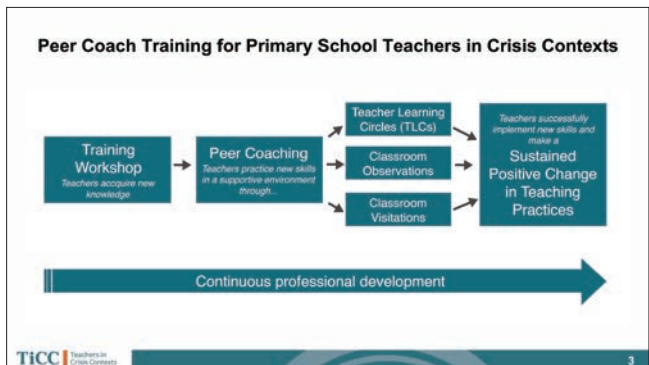 Peer Coach Training for Primary School Teachers in Crisis Contexts
Training
Workshop
Teachers accquire new
knowledge
Peer Coaching
Teachers practice new skills
in a supportive environment
through...
Teacher Learning
Circles (TLCs)
Classroom
Observations
Classroom
Visitations
Teachers successfully
implement new skills and
make a
Sustained
Positive Change
in Teaching
Practices
Continuous professional development
TiCC
Teachers in
Crisis Contexts
3